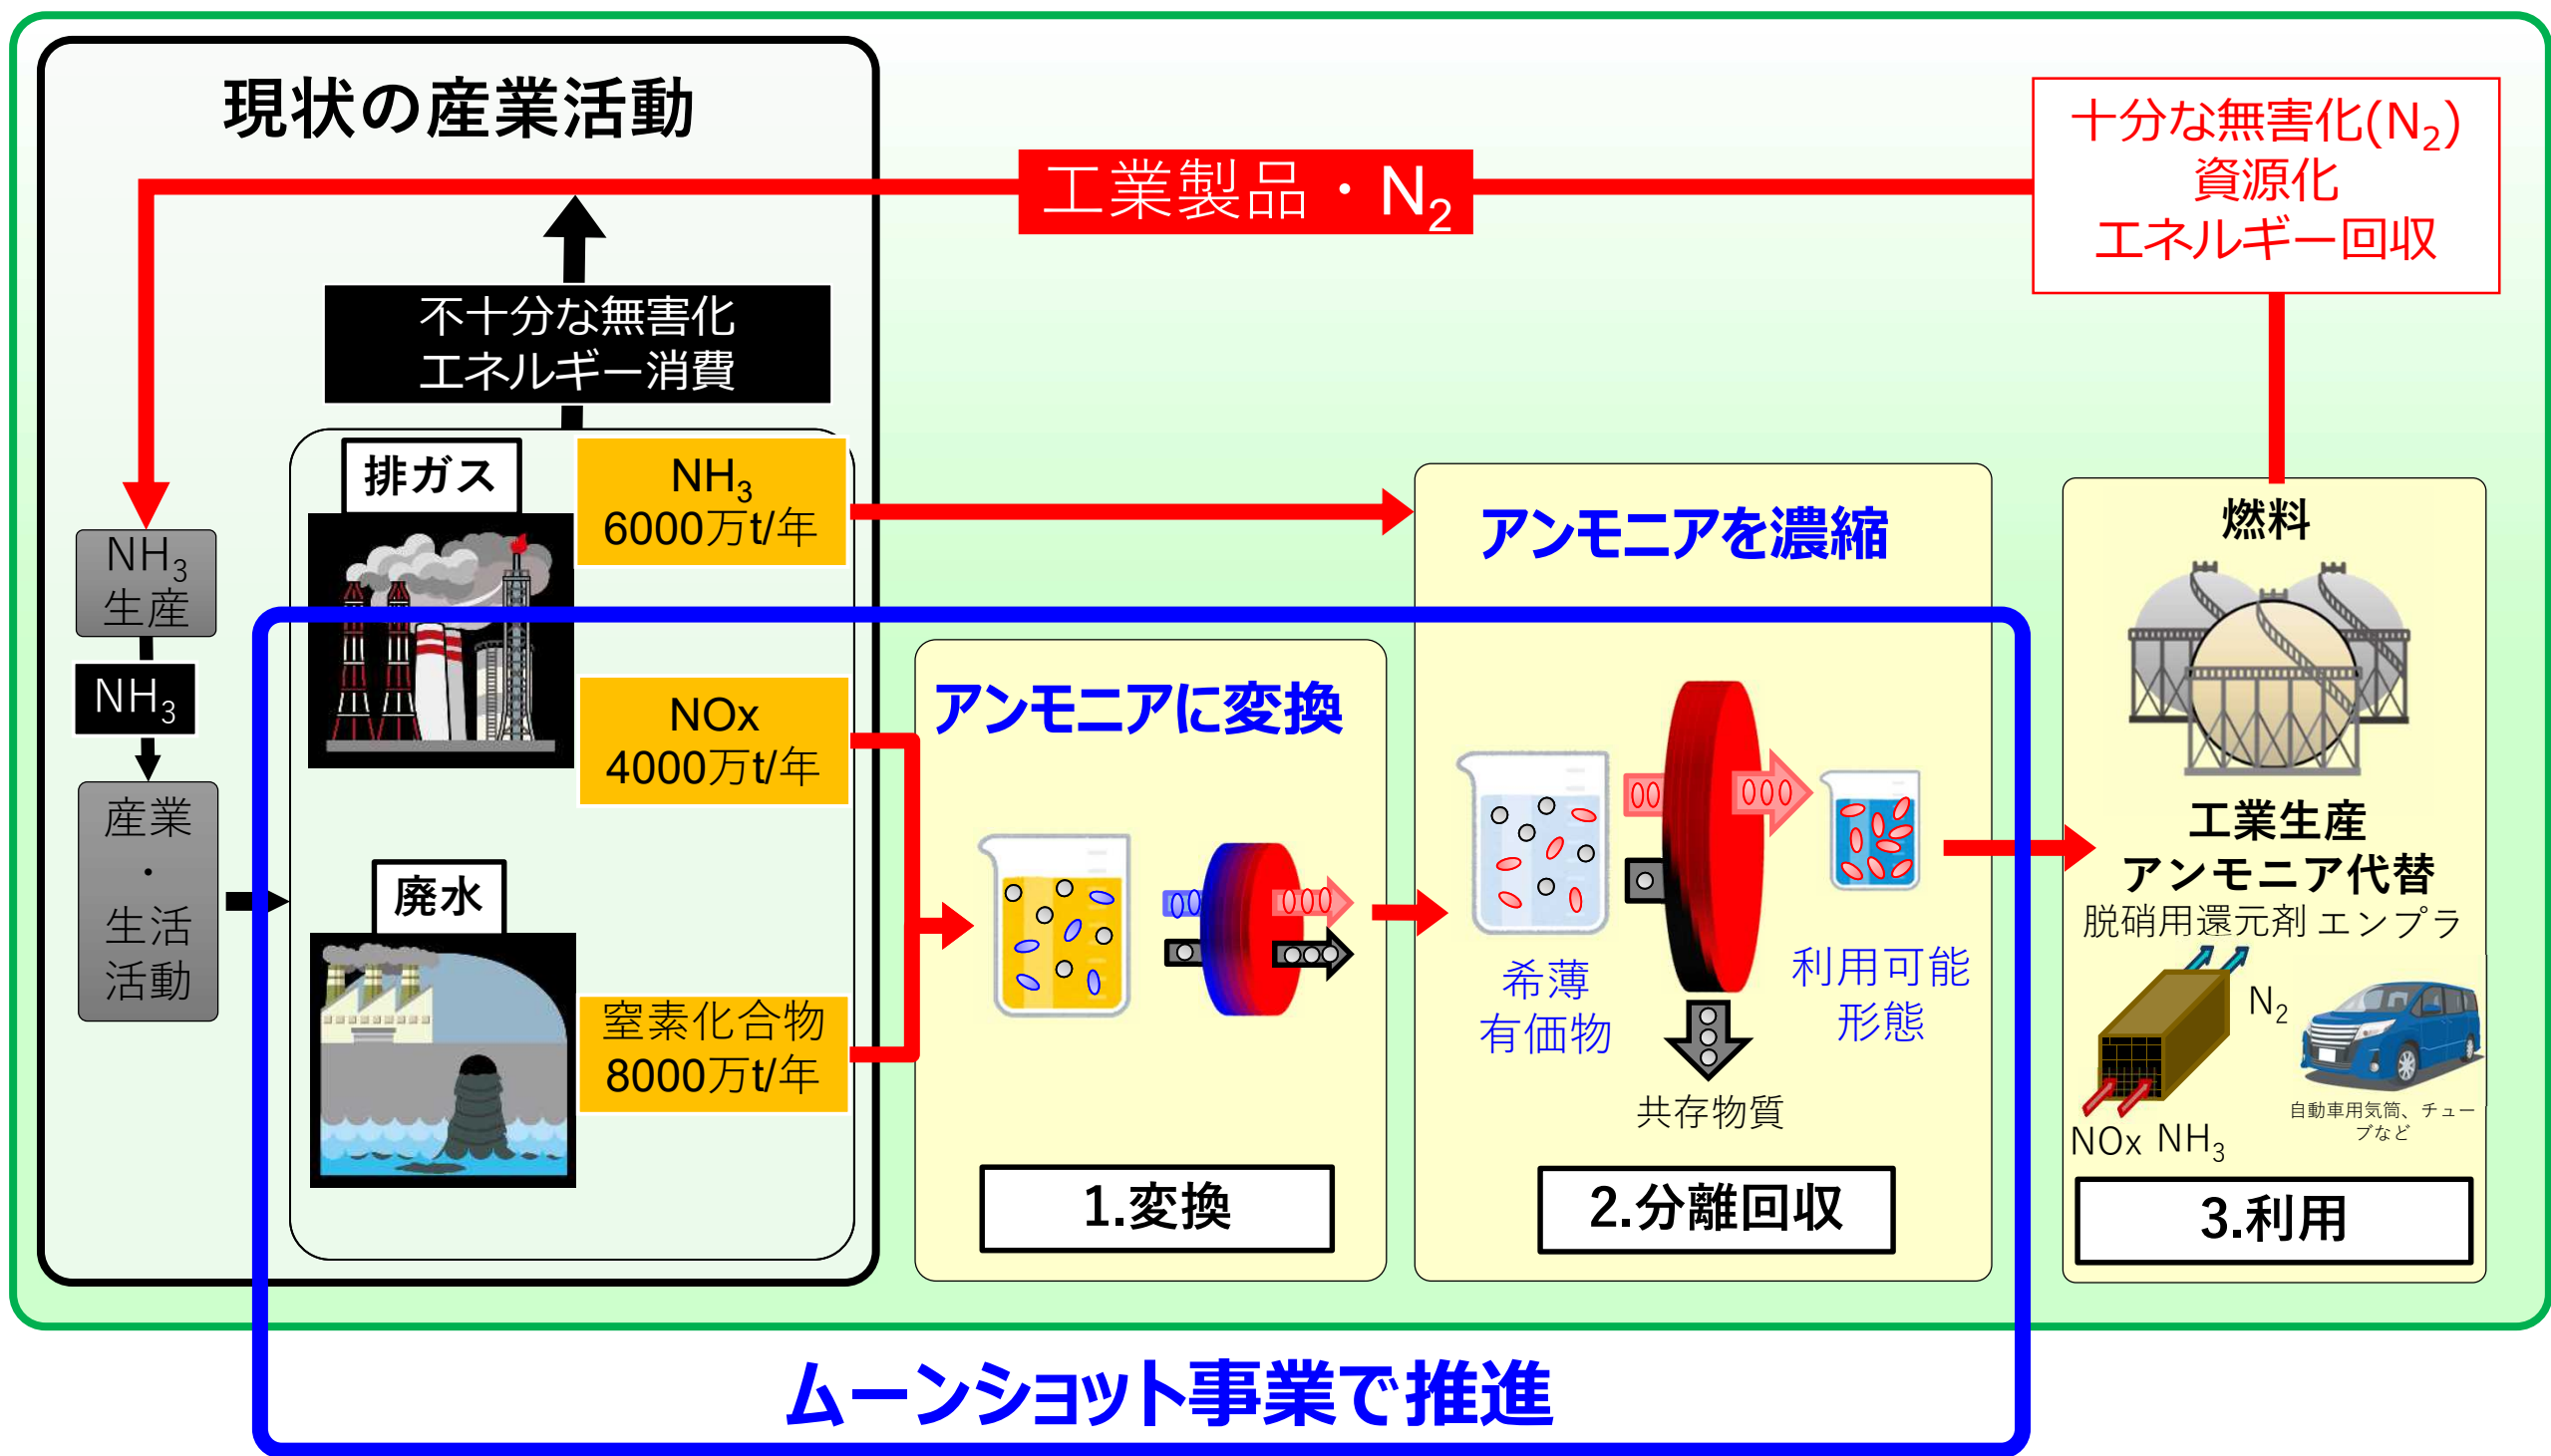 現状の産業活動
十分な無害化(N₂)
資源化
エネルギー回収
工業製品・N₂
不十分な無害化
エネルギー消費
排ガス
NH₃
6000万t/年
NH₃
生産
NH₃
産業
・
生活
活動
NOx
4000万t/年
廃水
窒素化合物
8000万t/年
アンモニアに変換
1.変換
アンモニアを濃縮
希薄
有価物
利用可能
形態
共存物質
2.分離回収
燃料
工業生産
アンモニア代替
脱硝用還元剤 エンプラ
N₂
NOx NH₃
自動車用気筒、チュー
ブなど
3.利用
ムーンショット事業で推進